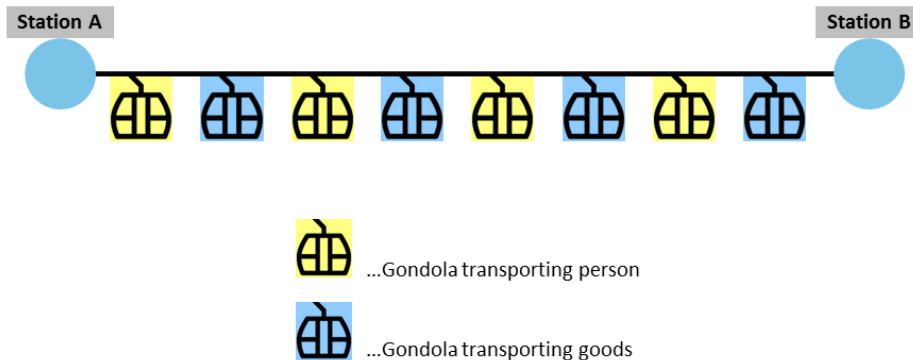 Station A
Station B
...Gondola transporting person
...Gondola transporting goods